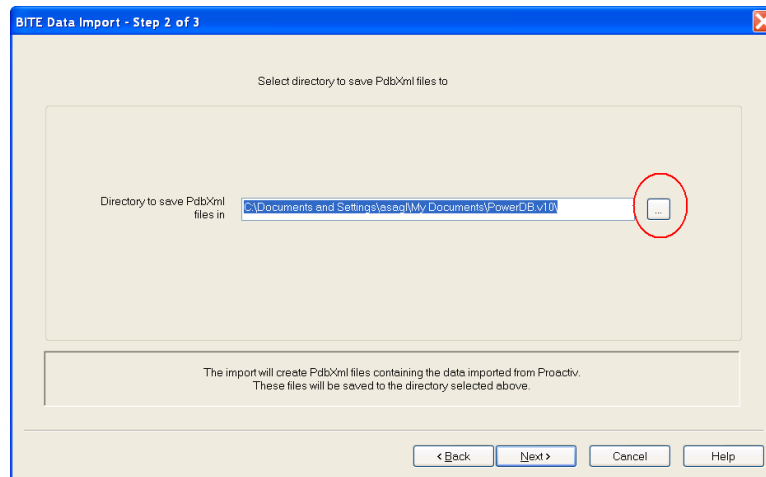 BITE Data Import - Step 2 of 3
Select directory to save PdbXml files to
Directory to save PdbXml
files in
C:\Documents and Settings\asagl\My Documents\PowerDB.v10\
...
The import will create PdbXml files containing the data imported from Proactiv.
These files will be saved to the directory selected above.
< Back
Next >
Cancel
Help